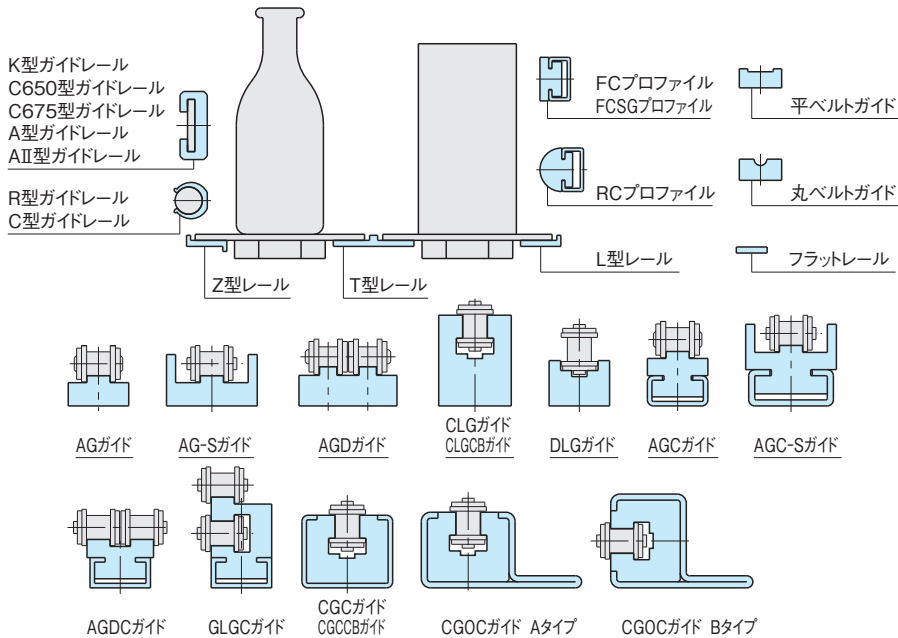 K型ガイドレール
C650型ガイドレール
C675型ガイドレール
A型ガイドレール
AⅡ型ガイドレール
R型ガイドレール
C型ガイドレール
FCプロファイル
FCSGプロファイル
平ベルトガイド
RCプロファイル
丸ベルトガイド
Z型レール
T型レール
L型レール
フラットレール
AGガイド
AG-Sガイド
AGDガイド
CLGガイド
CLGCBガイド
DLGガイド
AGCガイド
AGC-Sガイド
AGDCガイド
GLGCガイド
CGCガイド
CGCCBガイド
CGOCガイド Aタイプ
CGOCガイド Bタイプ